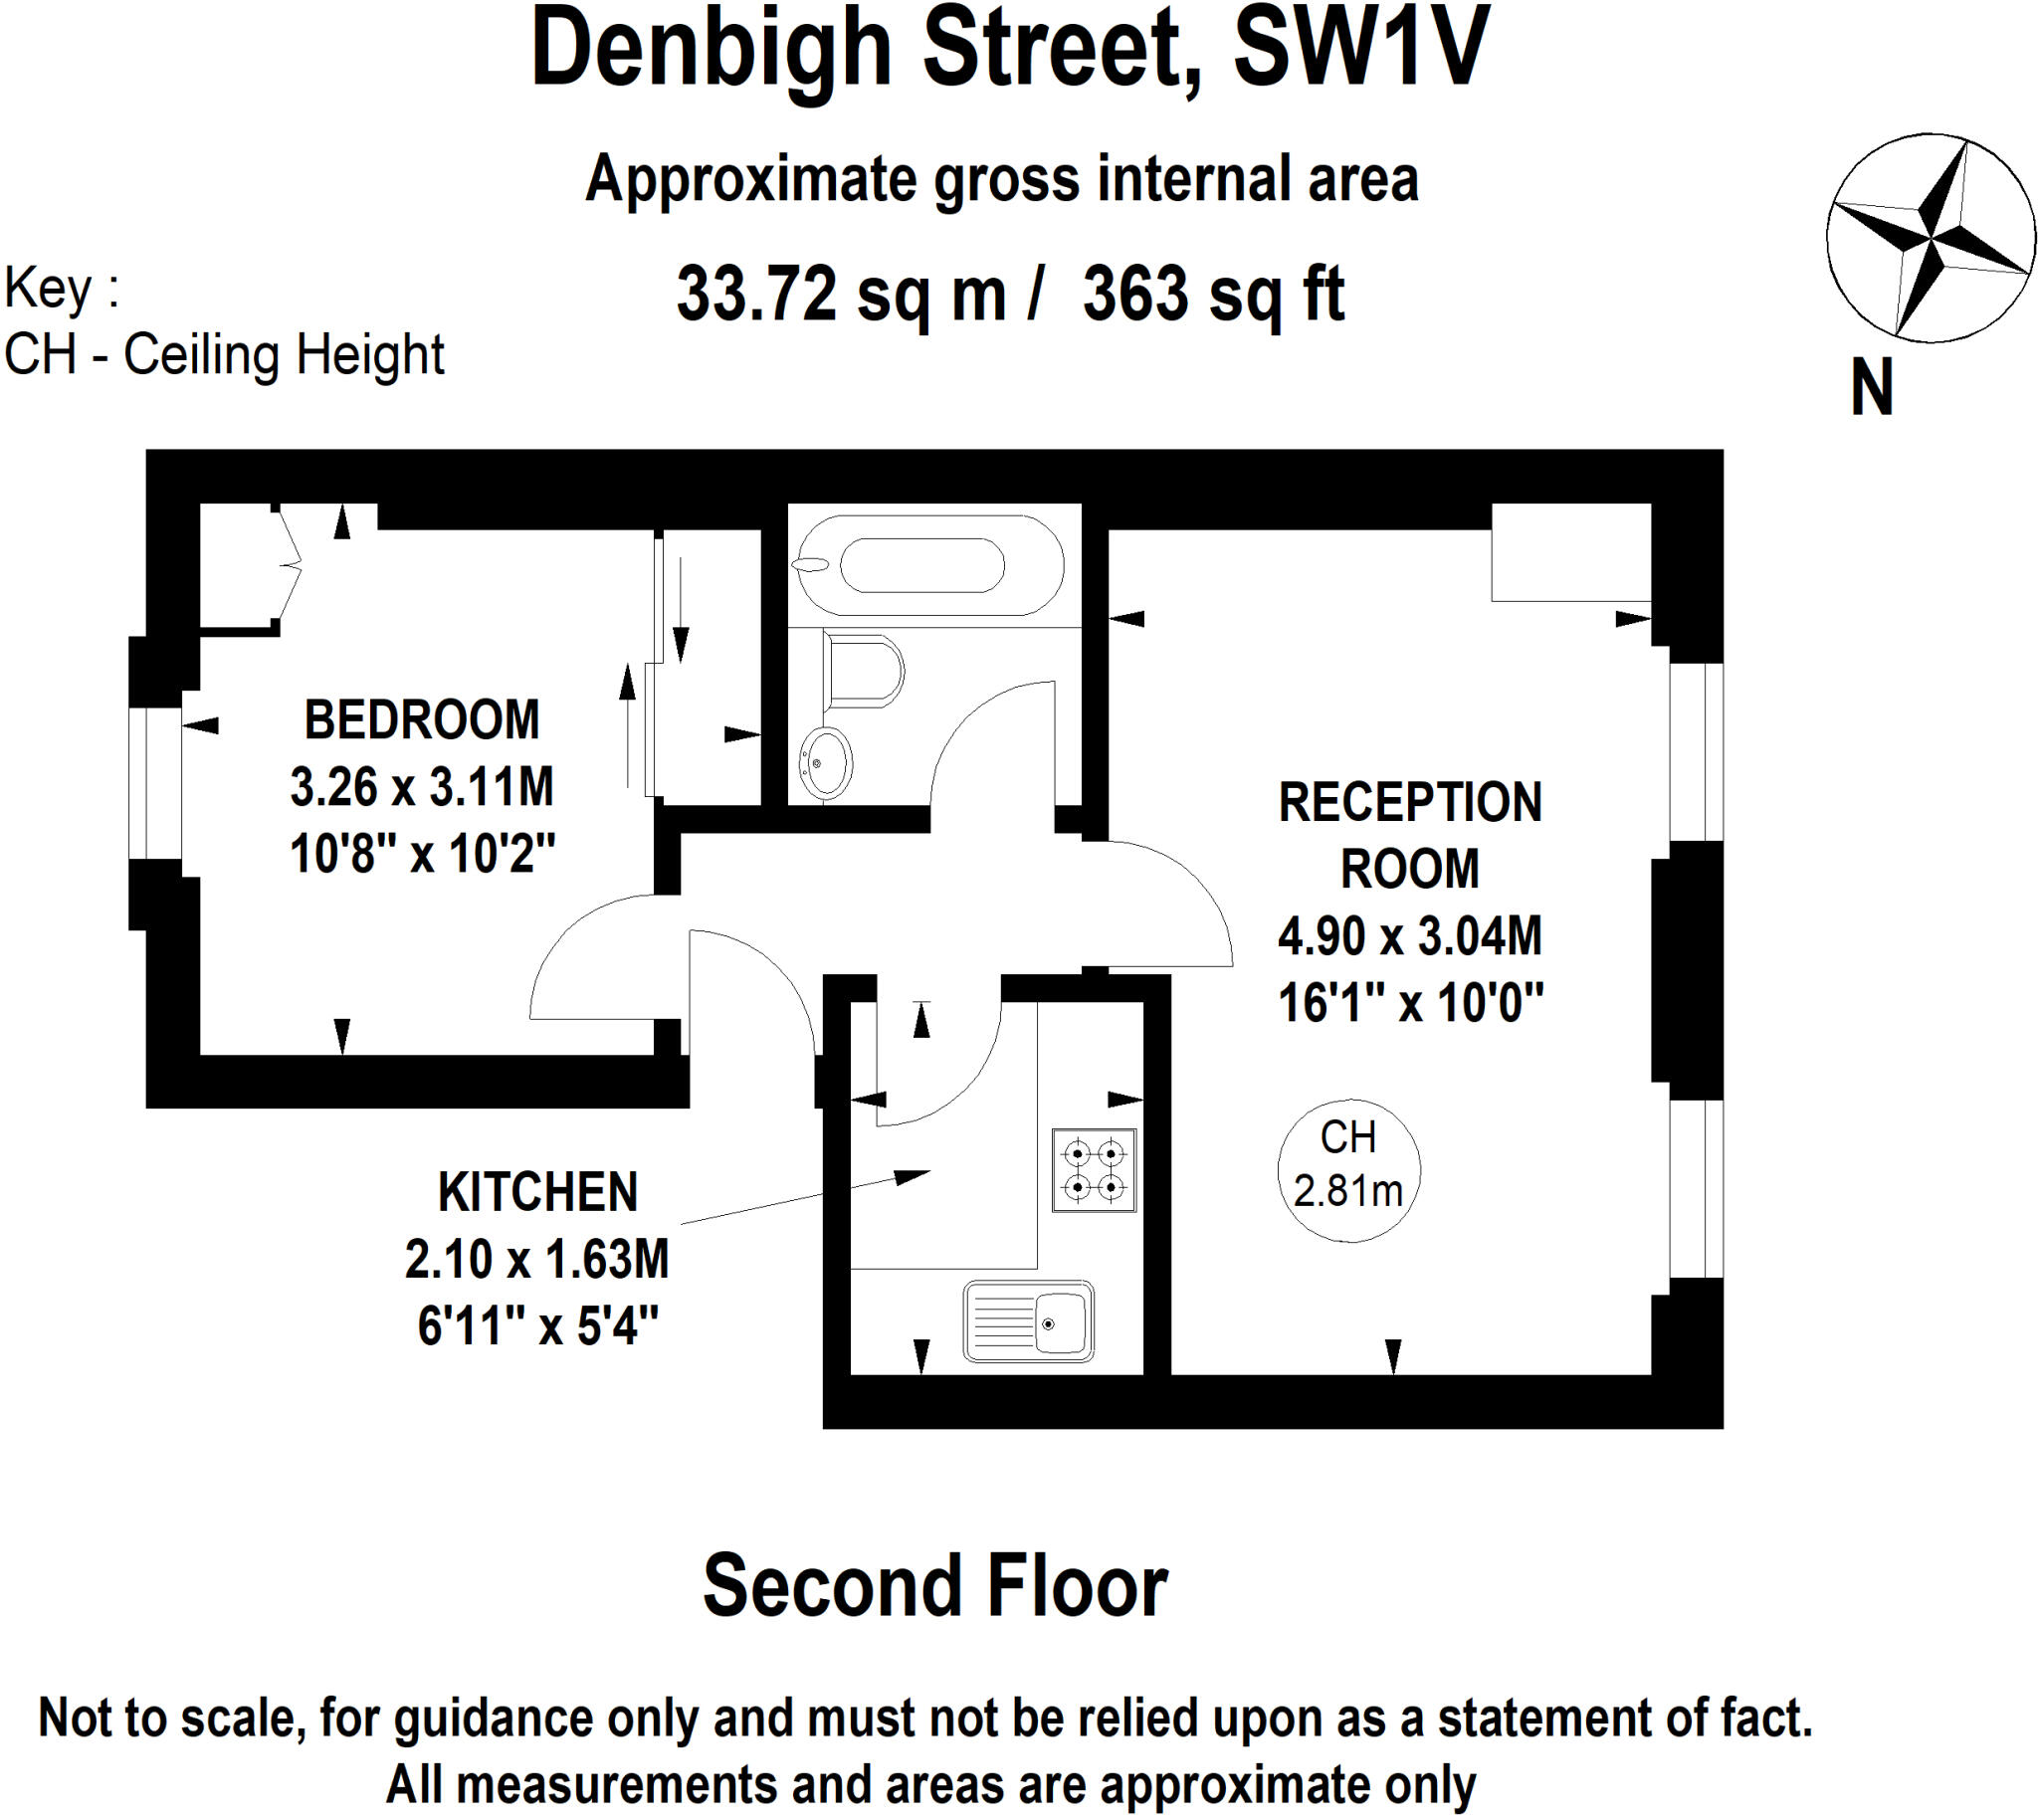 Denbigh Street, SW1V
Approximate gross internal area
33.72 sq m / 363 sq ft
Key :
CH - Ceiling Height
N
BEDROOM
3.26 x 3.11M
10'8" x 10'2"
RECEPTION
ROOM
4.90 x 3.04M
16'1" x 10'0"
CH
2.81m
KITCHEN
2.10 x 1.63M
6'11" x 5'4"
Second Floor
Not to scale, for guidance only and must not be relied upon as a statement of fact.
All measurements and areas are approximate only